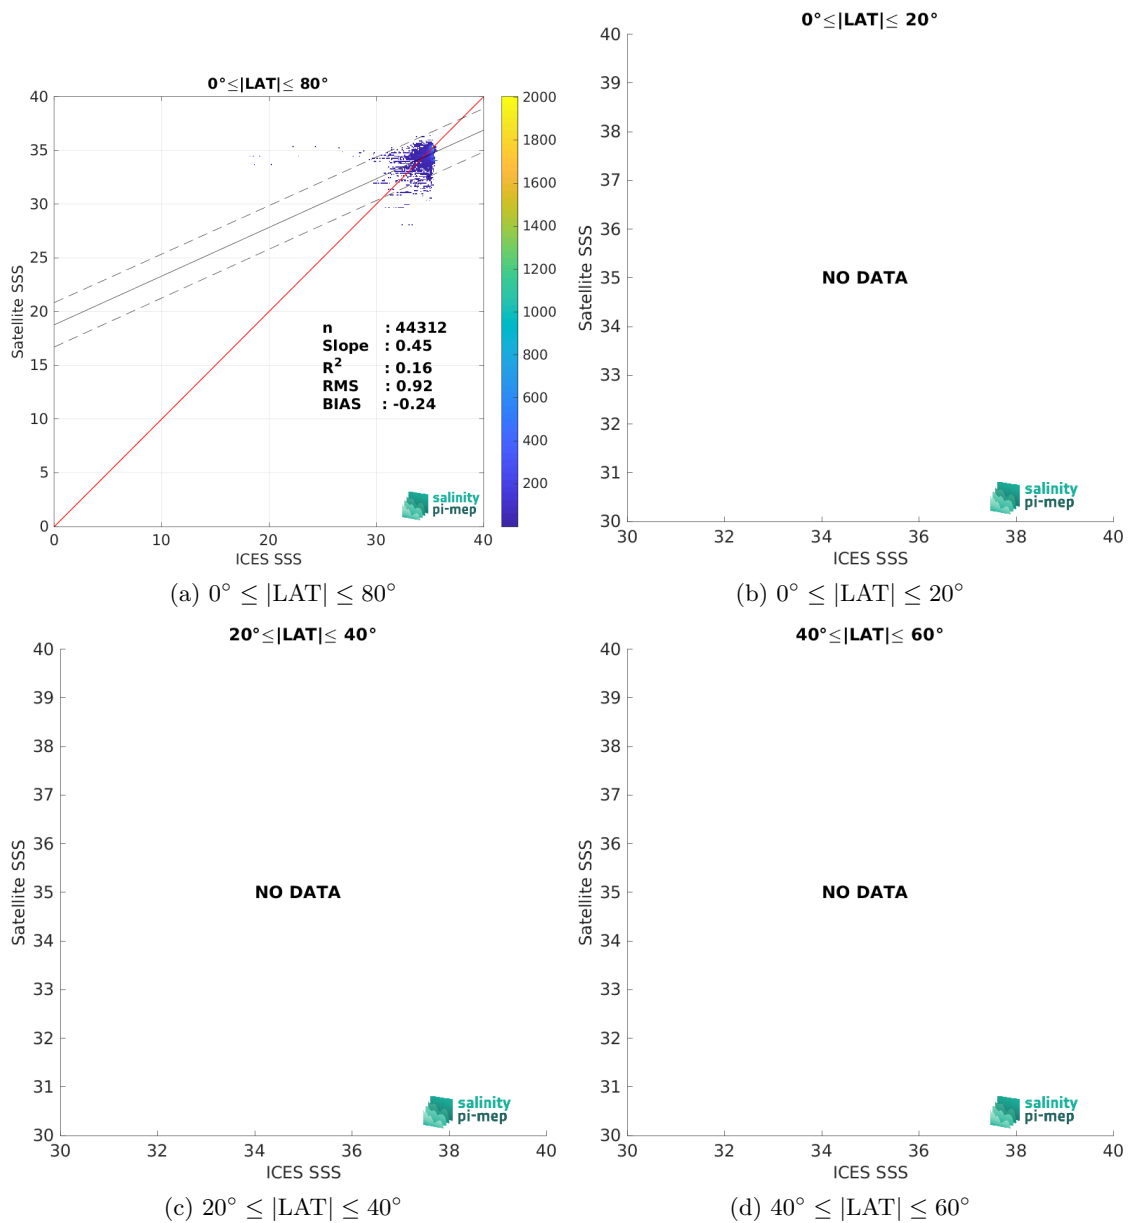 0°≤|LAT|≤ 80°
40
35
30
25
20
15
10
5
0
Satellite SSS
0
10
20
30
40
ICES SSS
2000
1800
1600
1400
1200
1000
800
600
400
200
n : 44312
Slope : 0.45
R² : 0.16
RMS : 0.92
BIAS : -0.24
salinity
pi-mep
(a) 0° ≤ |LAT| ≤ 80°
0°≤|LAT|≤ 20°
40
39
38
37
36
35
34
33
32
31
30
Satellite SSS
NO DATA
salinity
pi-mep
30
32
34
36
38
40
ICES SSS
(b) 0° ≤ |LAT| ≤ 20°
20°≤|LAT|≤ 40°
40
39
38
37
36
35
34
33
32
31
30
Satellite SSS
NO DATA
salinity
pi-mep
30
32
34
36
38
40
ICES SSS
(c) 20° ≤ |LAT| ≤ 40°
40°≤|LAT|≤ 60°
40
39
38
37
36
35
34
33
32
31
30
Satellite SSS
NO DATA
salinity
pi-mep
30
32
34
36
38
40
ICES SSS
(d) 40° ≤ |LAT| ≤ 60°